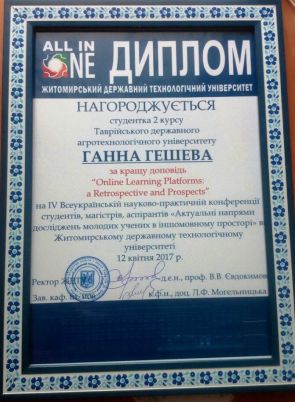 ALL IN
ONE
ДИПЛОМ
ЖИТОМИРСЬКИЙ ДЕРЖАВНИЙ ТЕХНОЛОГІЧНИЙ УНІВЕРСИТЕТ
НАГОРОДЖУЄТЬСЯ
студентка 2 курсу
Таврійського державного
агротехнологічного університету
ГАННА ГЕШЕВА
за кращу доповідь
“Online Learning Platforms:
a Retrospective and Prospects”
на IV Всеукраїнській науково-практичній конференції
студентів, магістрів, аспірантів «Актуальні напрями
досліджень молодих учених в іншомовному просторі» в
Житомирському державному технологічному
університеті
12 квітня 2017 р.
Ректор ЖДТУ д.е.н., проф. В.В. Євдокимов
Зав. каф. к.ф.н., доц. Л.Ф. Могельницька